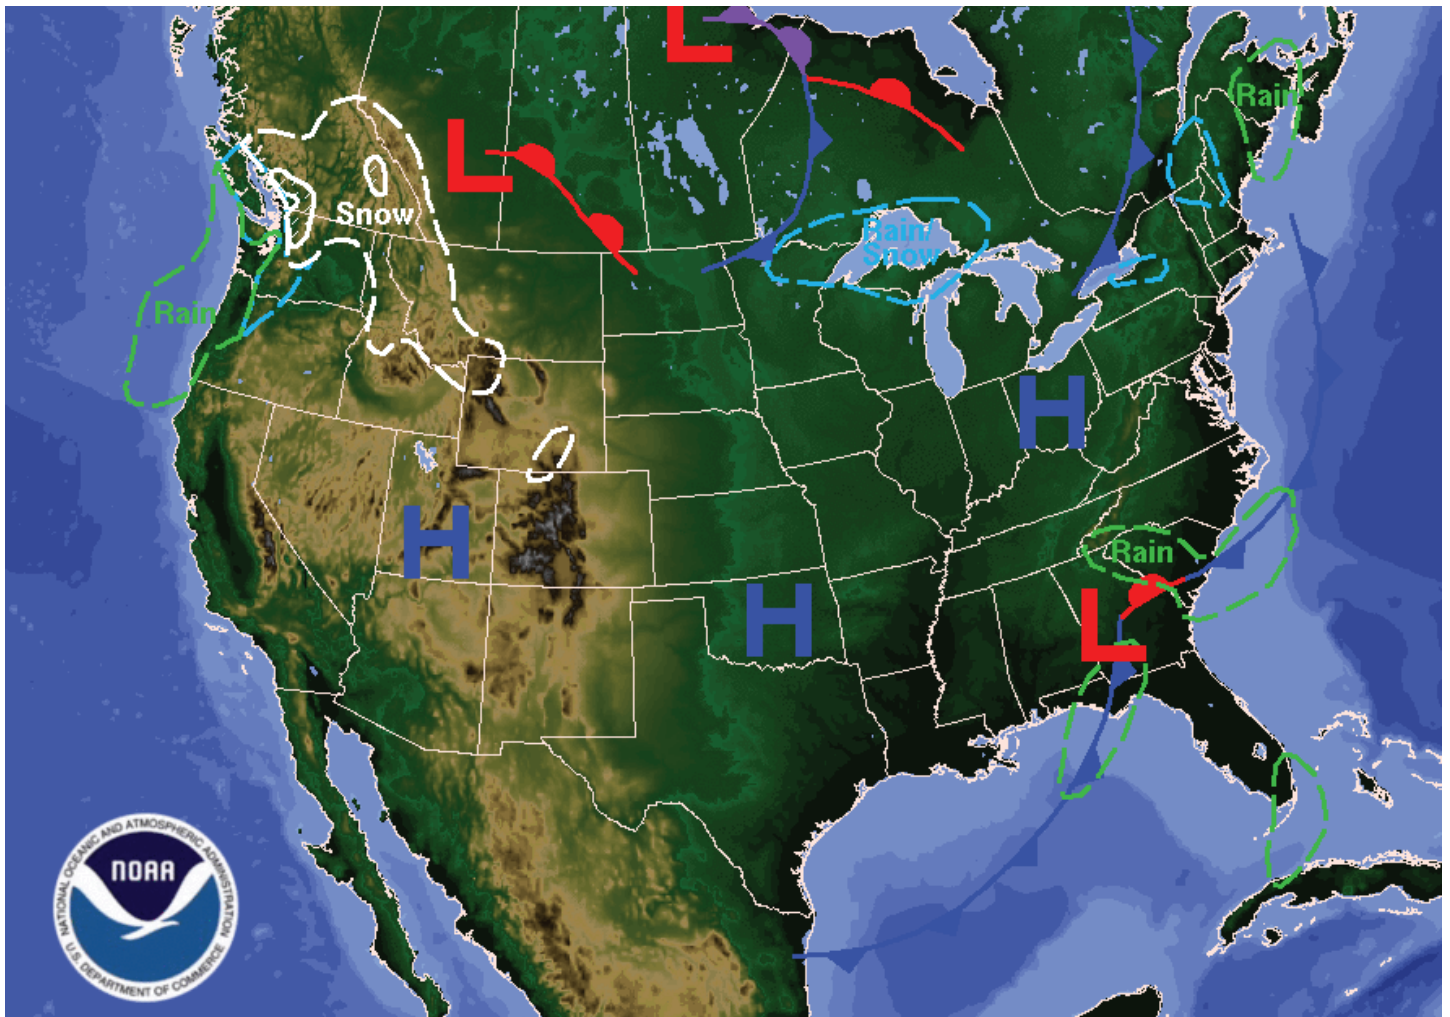 L
L
Rain
Snow
Rain/
Snow
Rain
H
H
Rain
H
L
NATIONAL OCEANIC AND ATMOSPHERIC ADMINISTRATION
NOAA
U.S. DEPARTMENT OF COMMERCE